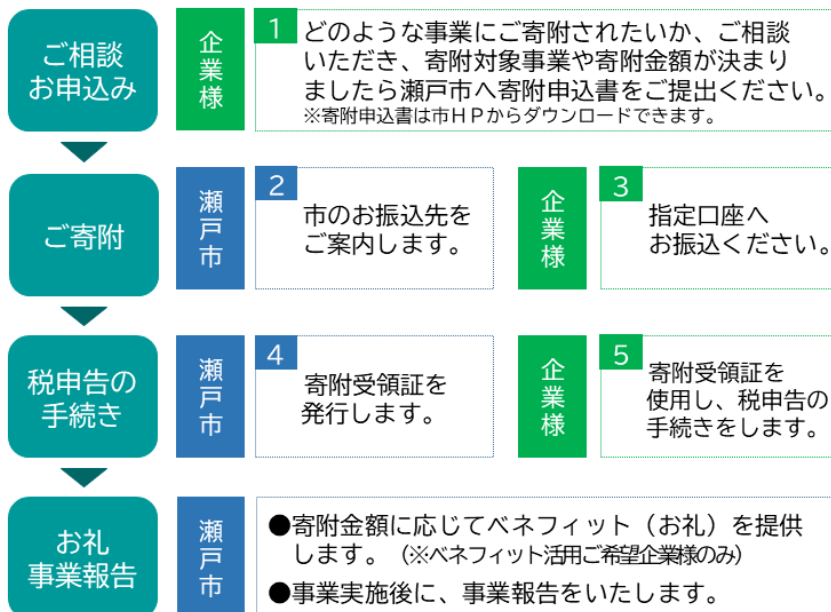 ご相談
お申込み
企業様
1
どのような事業にご寄附されたいか、ご相談
いただき、寄附対象事業や寄附金額が決まり
ましたら瀬戸市へ寄附申込書をご提出ください。
※寄附申込書は市ＨＰからダウンロードできます。
ご寄附
瀬戸市
2
市のお振込先を
ご案内します。
企業様
3
指定口座へ
お振込ください。
税申告の
手続き
瀬戸市
4
寄附受領証を
発行します。
企業様
5
寄附受領証を
使用し、税申告の
手続きをします。
お礼
事業報告
瀬戸市
●寄附金額に応じてベネフィット（お礼）を提供
します。（※ベネフィット活用ご希望企業様のみ）
●事業実施後に、事業報告をいたします。